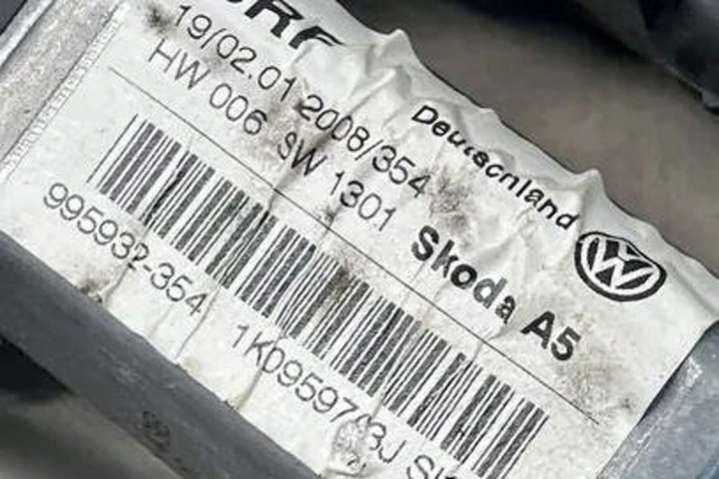 19/02.01.2008/354 Deutschland
HW 006 SW 1301 Skoda A5
995932-354